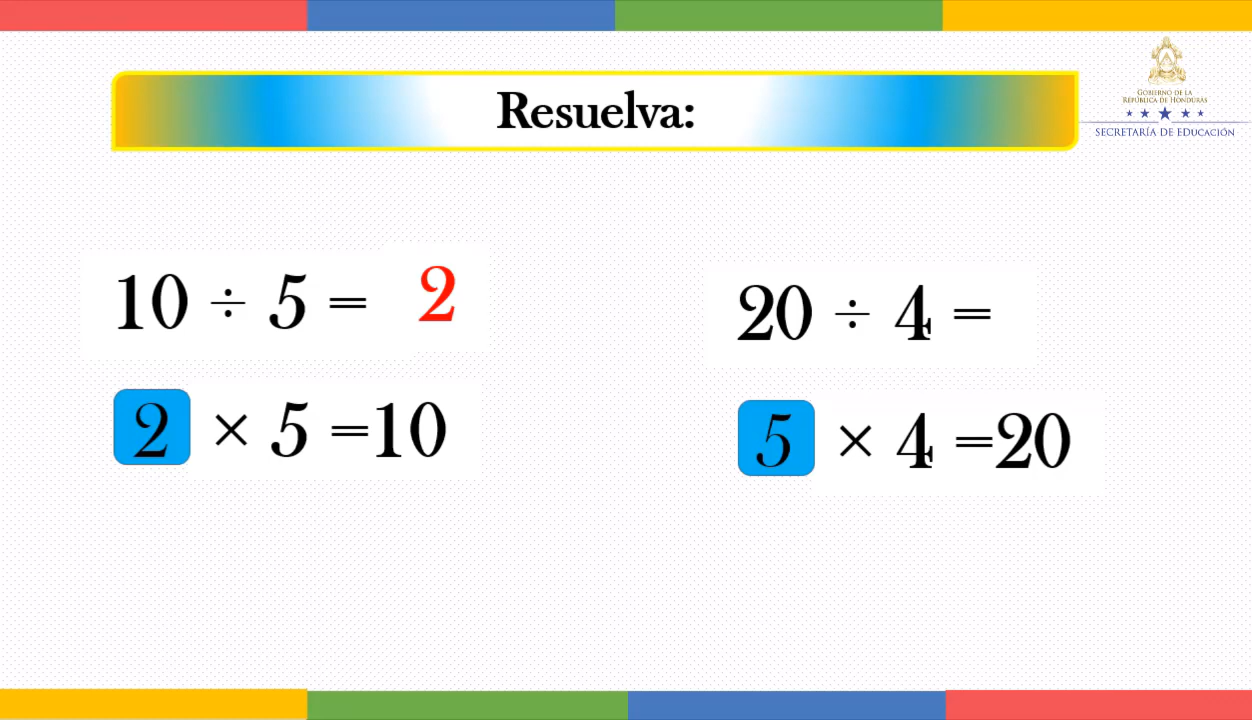 Resuelva:
GOBIERNO DE LA
REPÚBLICA DE HONDURAS
SECRETARÍA DE EDUCACIÓN
10 ÷ 5 = 2
2 × 5 =10
20 ÷ 4 =
5 × 4 =20